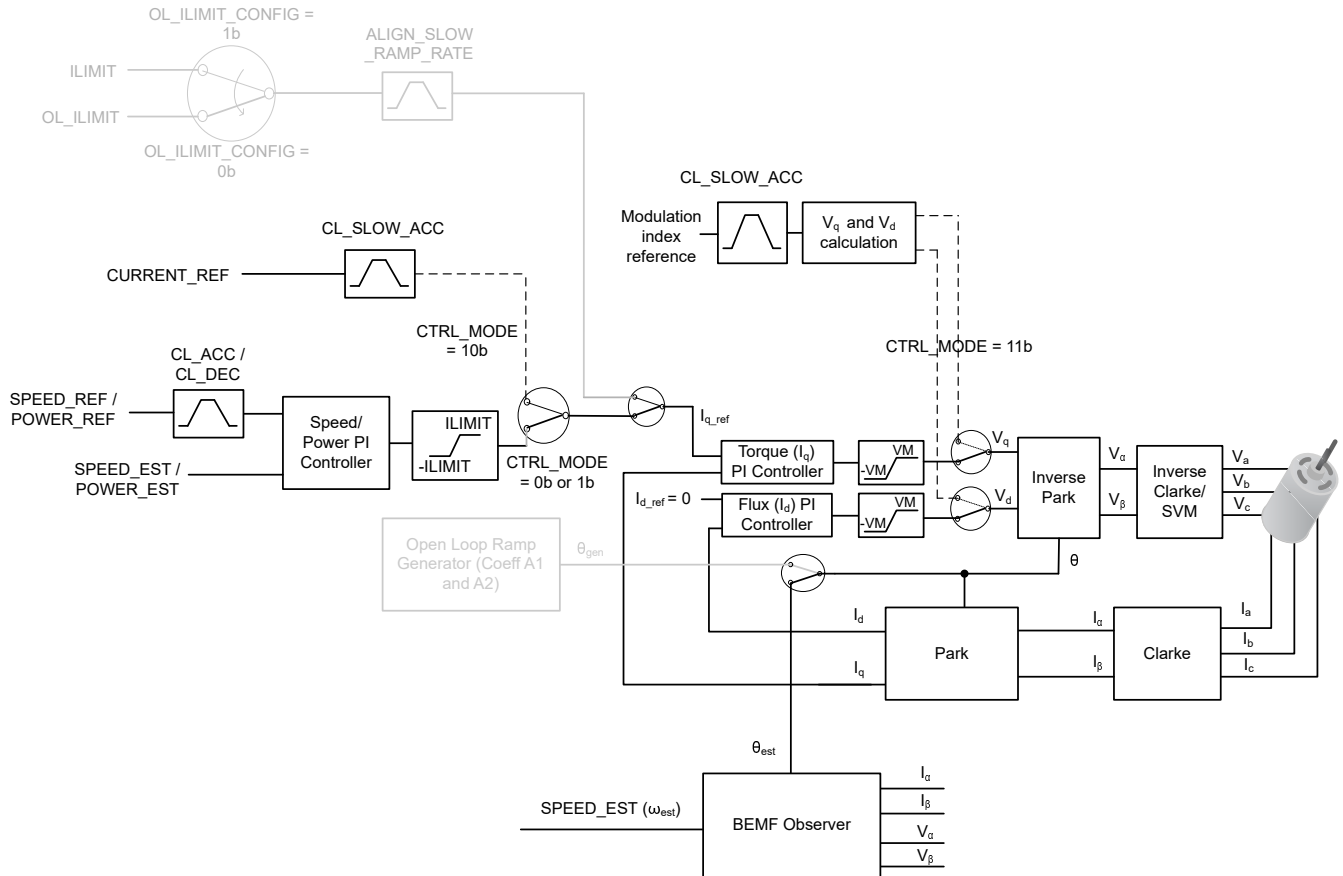 OL_ILIMIT_CONFIG =
1b
ALIGN_SLOW
_RAMP_RATE
ILIMIT
OL_ILIMIT
OL_ILIMIT_CONFIG =
0b
CL_SLOW_ACC
Modulation
index
reference
Vq and Vd
calculation
CL_SLOW_ACC
CURRENT_REF
CTRL_MODE
= 10b
CTRL_MODE = 11b
CL_ACC /
CL_DEC
SPEED_REF /
POWER_REF
Speed/
Power PI
Controller
ILIMIT
-ILIMIT
SPEED_EST /
POWER_EST
CTRL_MODE
= 0b or 1b
Iq_ref
Torque (Iq)
PI Controller
VM
-VM
Vq
Id_ref = 0
Flux (Id) PI
Controller
VM
-VM
Vd
Inverse
Park
Vα
Vβ
Inverse
Clarke/
SVM
Va
Vb
Vc
Open Loop Ramp
Generator (Coeff A1
and A2)
θgen
θ
Id
Iq
Park
Iα
Iβ
Clarke
Ia
Ib
Ic
θest
SPEED_EST (ωest)
BEMF Observer
Iα
Iβ
Vα
Vβ